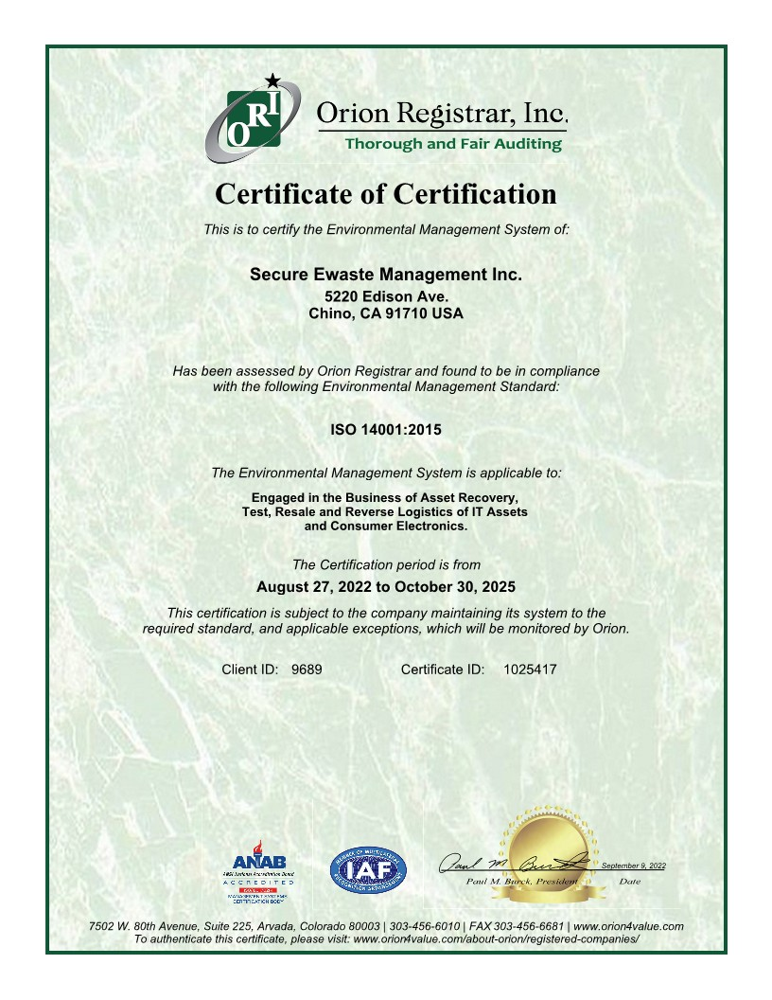 ORI
Orion Registrar, Inc.
Thorough and Fair Auditing
Certificate of Certification
This is to certify the Environmental Management System of:
Secure Ewaste Management Inc.
5220 Edison Ave.
Chino, CA 91710 USA
Has been assessed by Orion Registrar and found to be in compliance
with the following Environmental Management Standard:
ISO 14001:2015
The Environmental Management System is applicable to:
Engaged in the Business of Asset Recovery,
Test, Resale and Reverse Logistics of IT Assets
and Consumer Electronics.
The Certification period is from
August 27, 2022 to October 30, 2025
This certification is subject to the company maintaining its system to the
required standard, and applicable exceptions, which will be monitored by Orion.
Client ID: 9689 Certificate ID: 1025417
ANAB
ANSI National Accreditation Board
ACCREDITED
MANAGEMENT SYSTEMS
CERTIFICATION BODY
MEMBER OF MULTILATERAL
IAF
RECOGNITION ARRANGEMENT
Paul M. Burck
September 9, 2022
Paul M. Burck, President Date
7502 W. 80th Avenue, Suite 225, Arvada, Colorado 80003 | 303-456-6010 | FAX 303-456-6681 | www.orion4value.com
To authenticate this certificate, please visit: www.orion4value.com/about-orion/registered-companies/